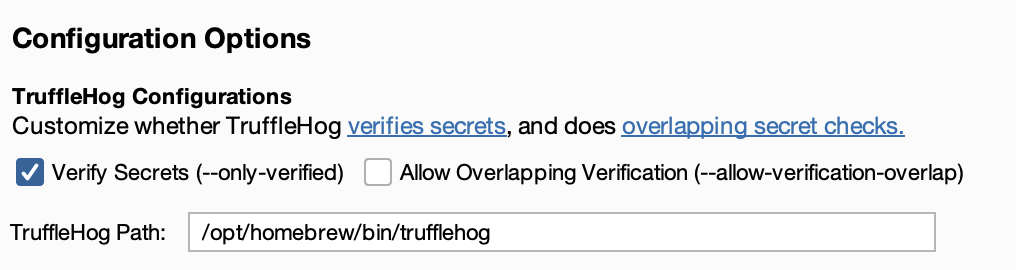 Configuration Options
TruffleHog Configurations
Customize whether TruffleHog verifies secrets, and does overlapping secret checks.
Verify Secrets (--only-verified) Allow Overlapping Verification (--allow-verification-overlap)
TruffleHog Path: /opt/homebrew/bin/trufflehog